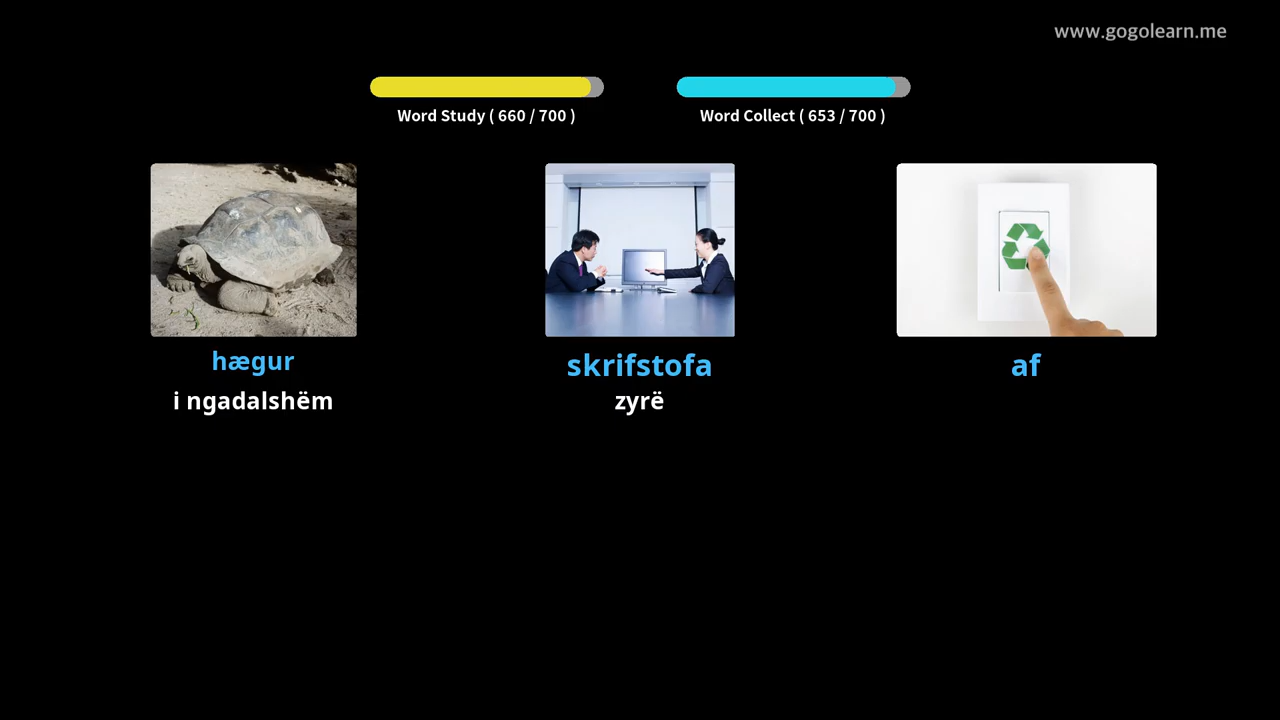 www.gogolearn.me
Word Study ( 660 / 700 )
Word Collect ( 653 / 700 )
hægur
skrifstofa
af
i ngadalshëm
zyrë